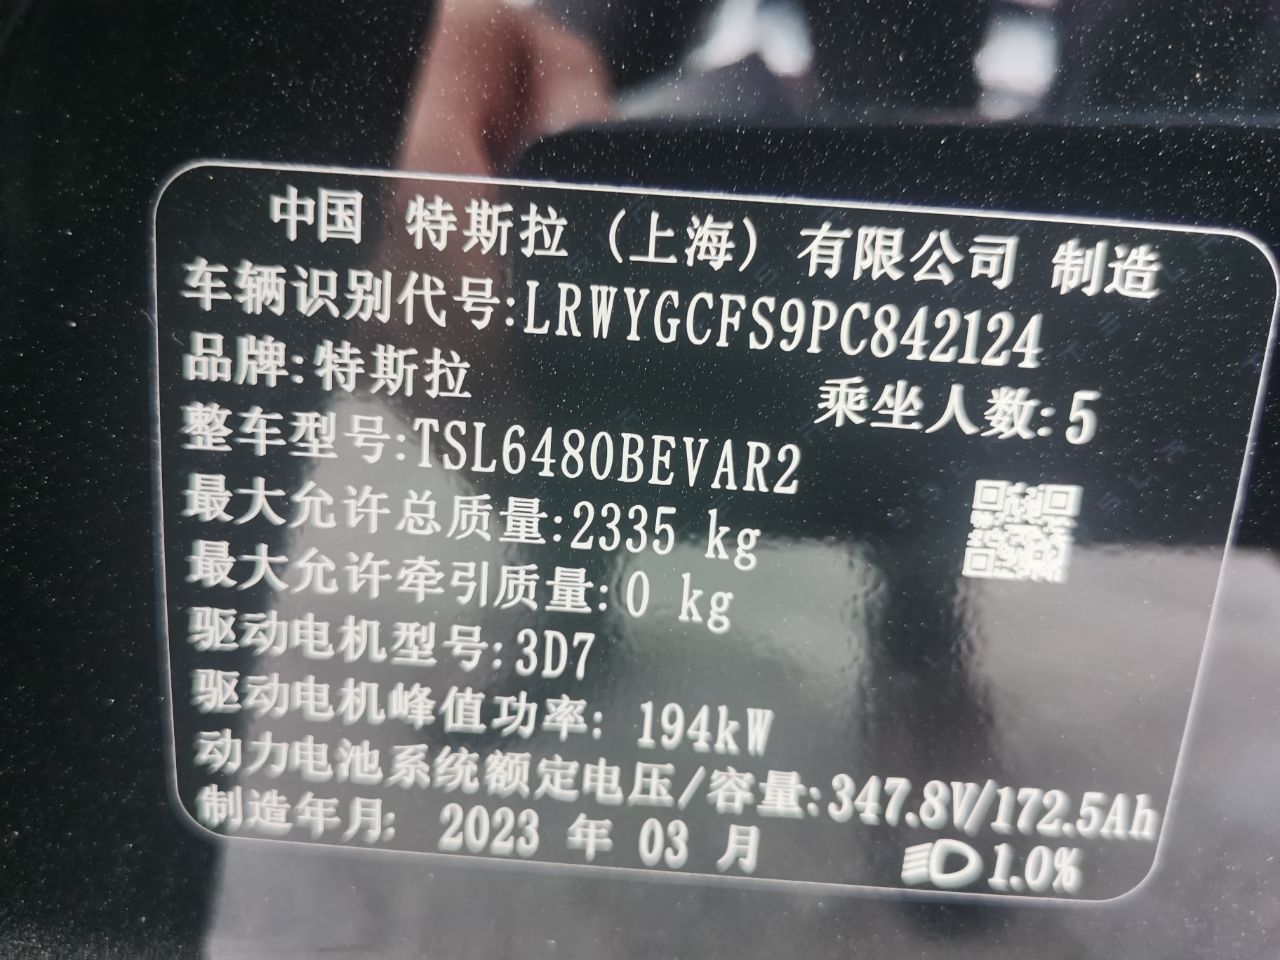 中国 特斯拉 (上海) 有限公司 制造
车辆识别代号:LRWYGCFS9PC842124
品牌:特斯拉 乘坐人数:5
整车型号:TSL6480BEVAR2
最大允许总质量:2335 kg
最大允许牵引质量:0 kg
驱动电机型号:3D7
驱动电机峰值功率: 194kW
动力电池系统额定电压/容量:347.8V/172.5Ah
制造年月: 2023 年 03 月
1.0%